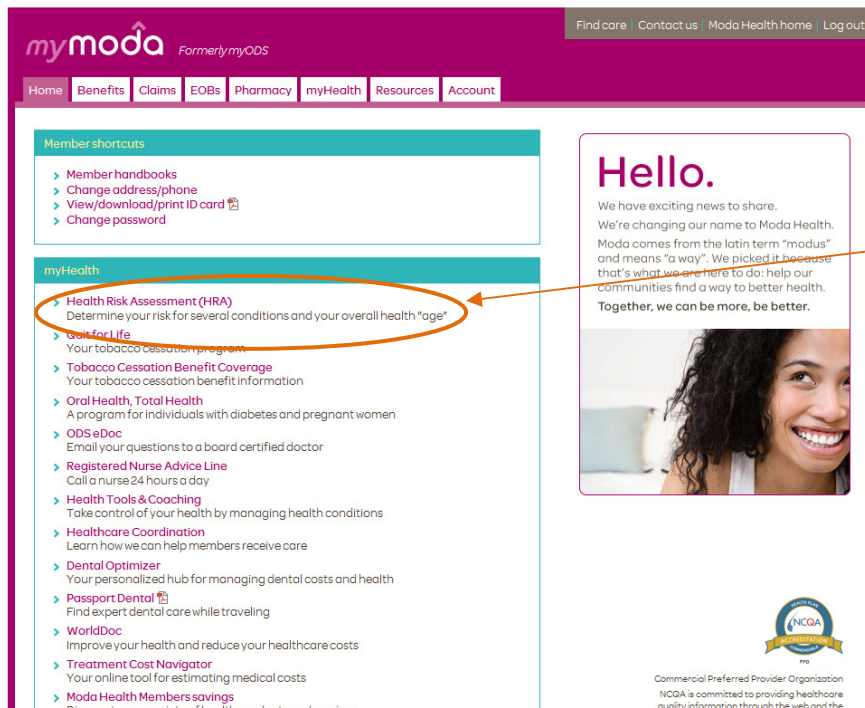 Find care | Contact us | Moda Health home | Log out
mymoda Formerly myODS
Home Benefits Claims EOBs Pharmacy myHealth Resources Account
Member shortcuts
Member handbooks
Change address/phone
View/download/print ID card
Change password
myHealth
Health Risk Assessment (HRA)
Determine your risk for several conditions and your overall health "age"
Quit for Life
Your tobacco cessation program
Tobacco Cessation Benefit Coverage
Your tobacco cessation benefit information
Oral Health, Total Health
A program for individuals with diabetes and pregnant women
ODS eDoc
Email your questions to a board certified doctor
Registered Nurse Advice Line
Call a nurse 24 hours a day
Health Tools & Coaching
Take control of your health by managing health conditions
Healthcare Coordination
Learn how we can help members receive care
Dental Optimizer
Your personalized hub for managing dental costs and health
Passport Dental
Find expert dental care while traveling
WorldDoc
Improve your health and reduce your healthcare costs
Treatment Cost Navigator
Your online tool for estimating medical costs
Moda Health Members savings
Hello.
We have exciting news to share.
We're changing our name to Moda Health.
Moda comes from the latin term "modus"
and means "a way". We picked it because
that's what we are here to do: help our
communities find a way to better health.
Together, we can be more, be better.
HEALTH PLAN
NCQA
ACCREDITATION
COMMENDABLE
PPO
Commercial Preferred Provider Organization
NCQA is committed to providing healthcare
quality information through the web and the